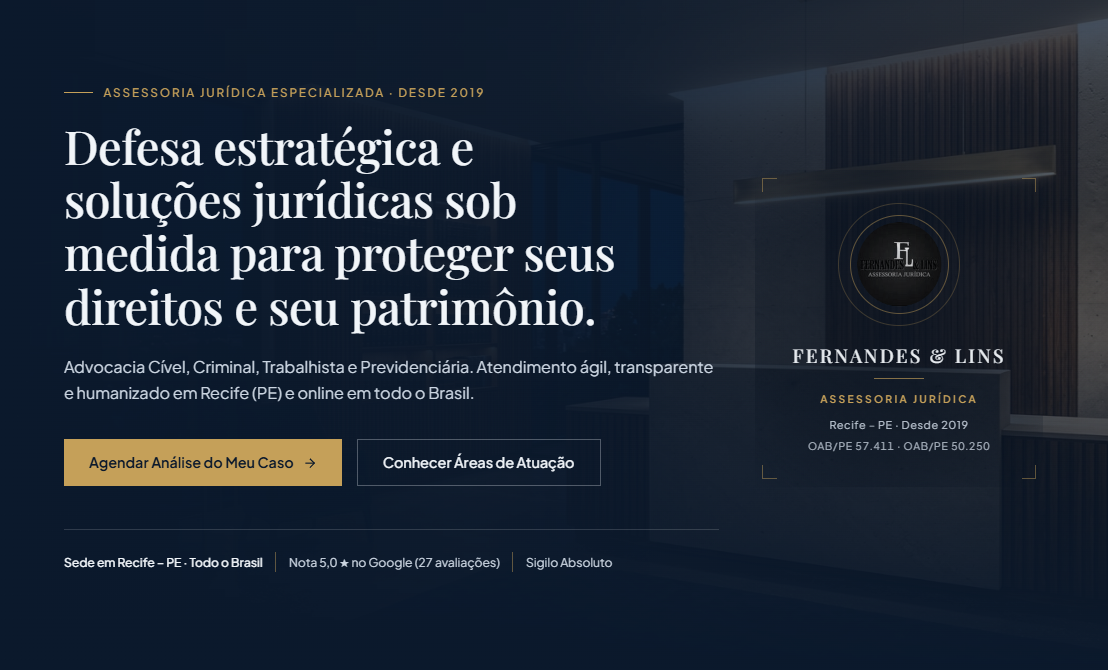 ASSESSORIA JURÍDICA ESPECIALIZADA · DESDE 2019
Defesa estratégica e
soluções jurídicas sob
medida para proteger seus
direitos e seu patrimônio.
Advocacia Cível, Criminal, Trabalhista e Previdenciária. Atendimento ágil, transparente
e humanizado em Recife (PE) e online em todo o Brasil.
Agendar Análise do Meu Caso →
Conhecer Áreas de Atuação
Sede em Recife – PE · Todo o Brasil
Nota 5,0 ★ no Google (27 avaliações)
Sigilo Absoluto
FL
FERNANDES & LINS
ASSESSORIA JURÍDICA
FERNANDES & LINS
ASSESSORIA JURÍDICA
Recife – PE · Desde 2019
OAB/PE 57.411 · OAB/PE 50.250